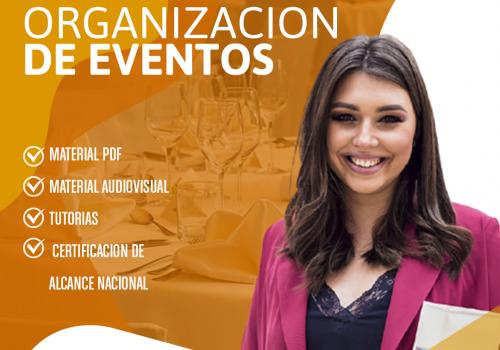 ORGANIZACION
DE EVENTOS
MATERIAL PDF
MATERIAL AUDIOVISUAL
TUTORIAS
CERTIFICACION DE
ALCANCE NACIONAL